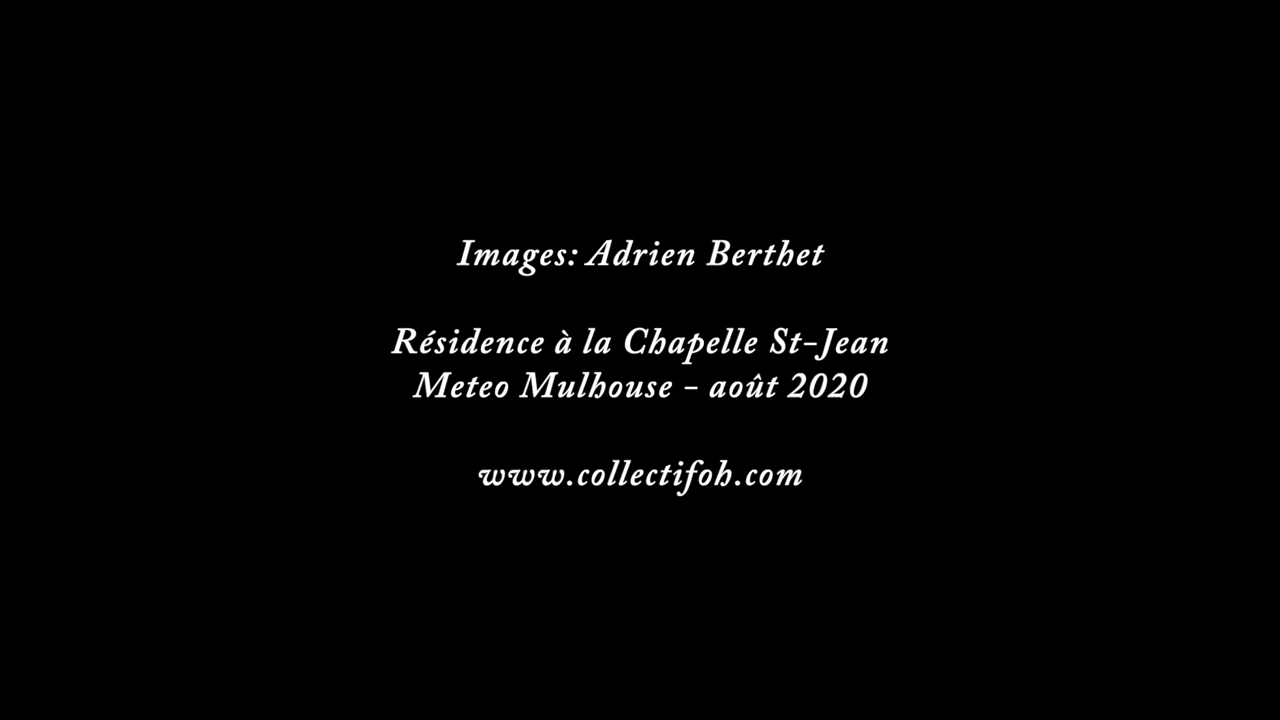 Images: Adrien Berthet
Résidence à la Chapelle St-Jean
Meteo Mulhouse - août 2020
www.collectifoh.com